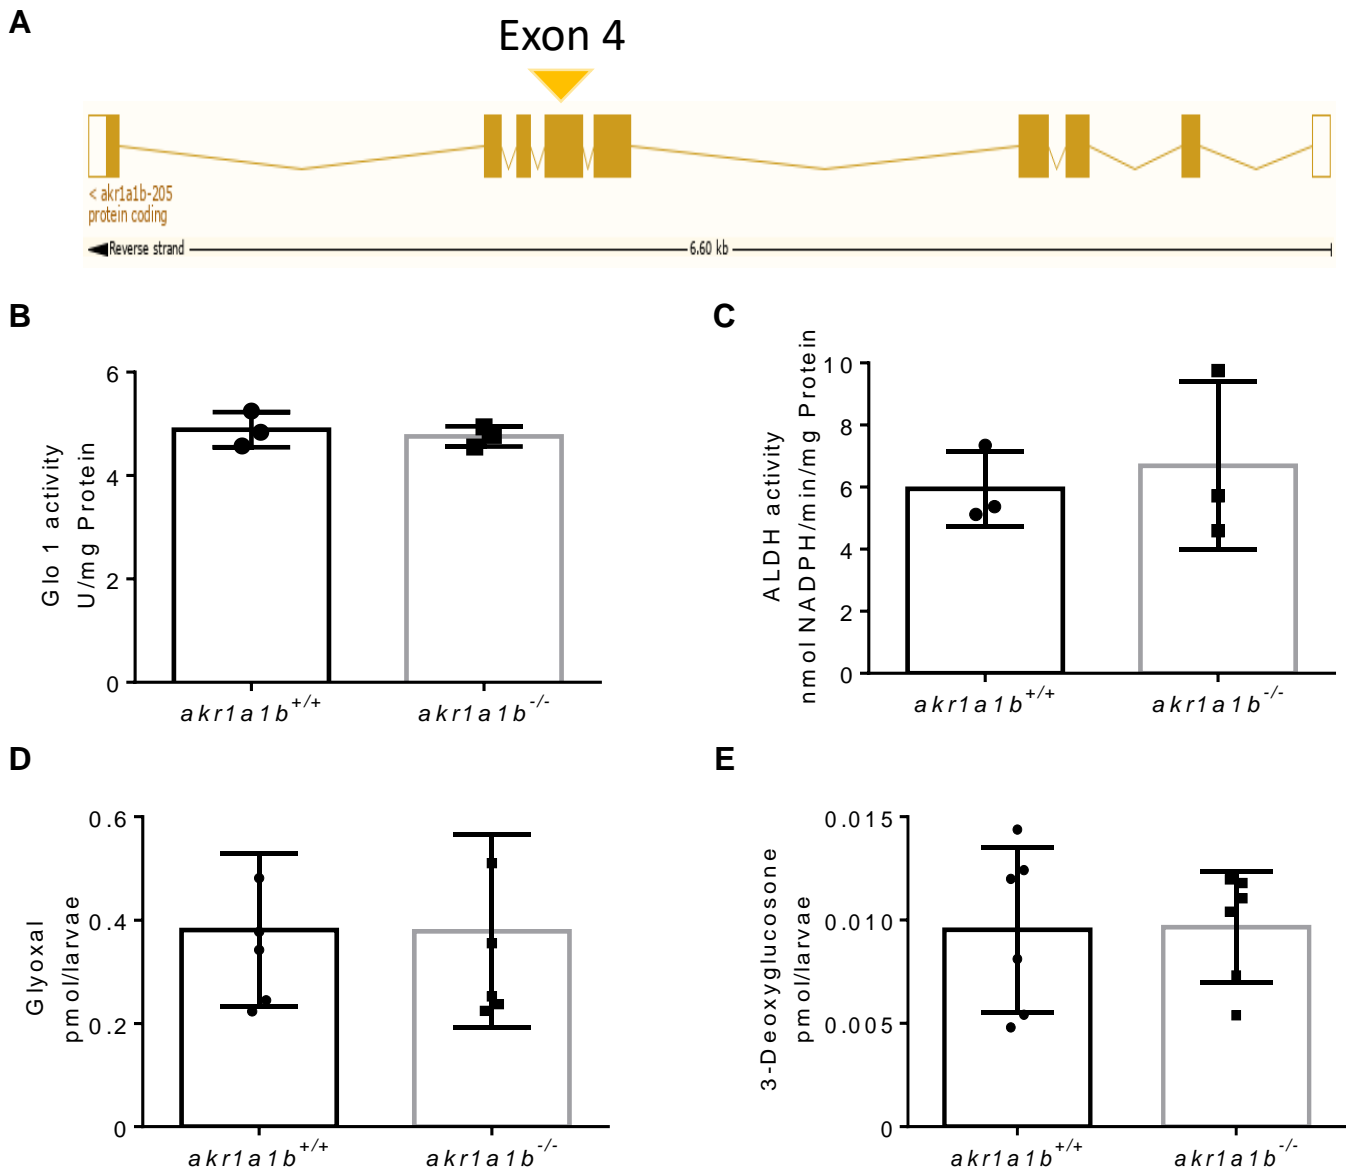 A
Exon 4
< akr1a1b-205
protein coding
Reverse strand
6.60 kb
B
Glo 1 activity
U/mg Protein
6
4
2
0
akr1a1b+/+
akr1a1b-/-
C
ALDH activity
nmol NADPH/min/mg Protein
10
8
6
4
2
0
akr1a1b+/+
akr1a1b-/-
D
Glyoxal
pmol/larvae
0.6
0.4
0.2
0
akr1a1b+/+
akr1a1b-/-
E
3-Deoxyglucosone
pmol/larvae
0.015
0.010
0.005
0
akr1a1b+/+
akr1a1b-/-